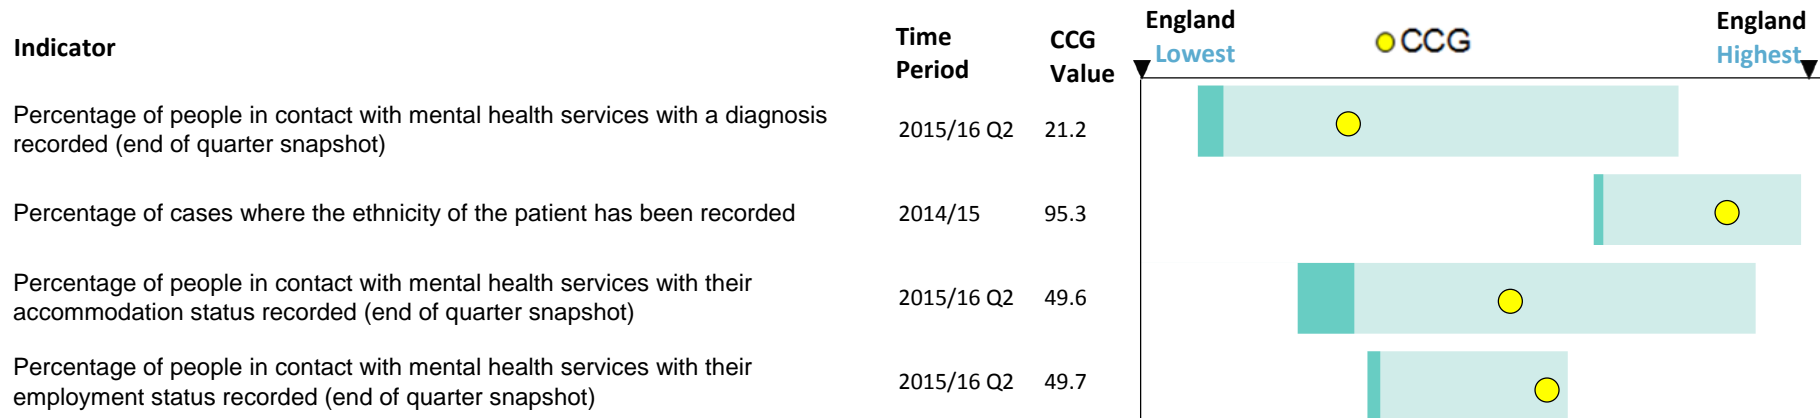 Indicator
Time Period
CCG Value
England Lowest
CCG
England Highest
Percentage of people in contact with mental health services with a diagnosis
recorded (end of quarter snapshot)
2015/16 Q2
21.2
Percentage of cases where the ethnicity of the patient has been recorded
2014/15
95.3
Percentage of people in contact with mental health services with their
accommodation status recorded (end of quarter snapshot)
2015/16 Q2
49.6
Percentage of people in contact with mental health services with their
employment status recorded (end of quarter snapshot)
2015/16 Q2
49.7